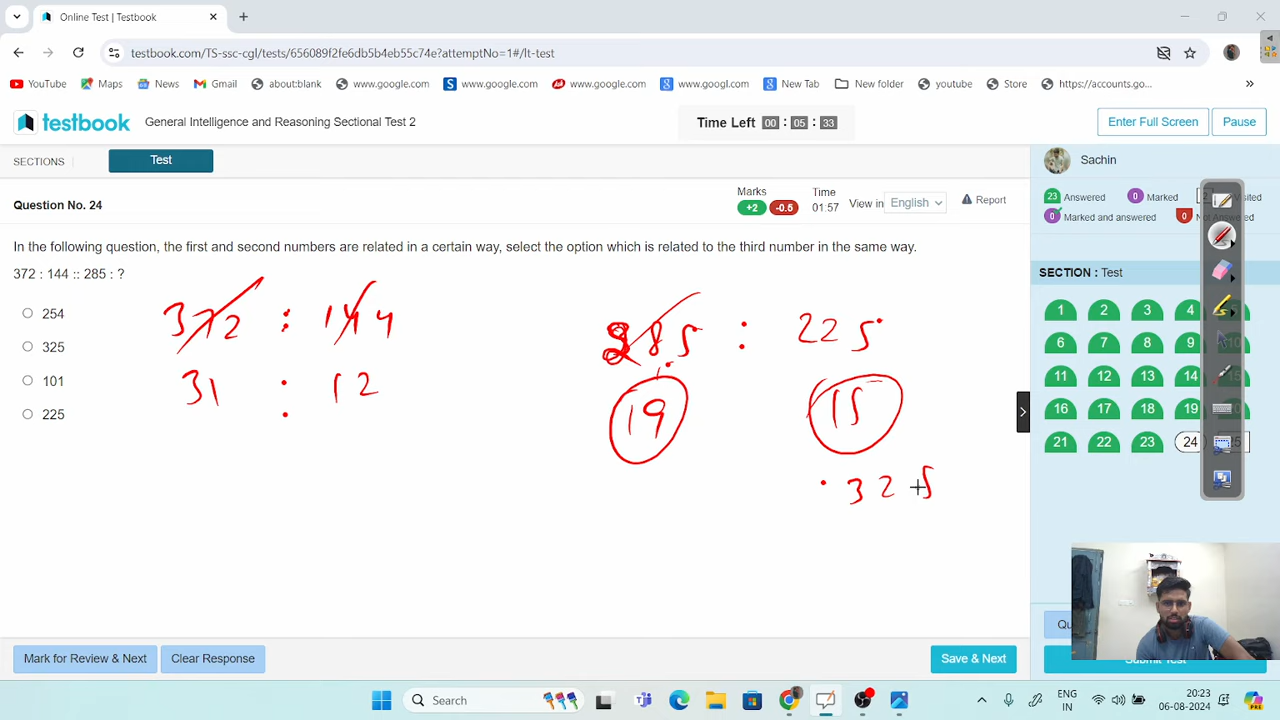 Online Test | Testbook
testbook.com/TS-ssc-cgl/tests/656089f2fe6db5b4eb55c74e?attemptNo=1#/lt-test
YouTube Maps News Gmail about:blank www.google.com www.google.com www.google.com www.googl.com New Tab New folder youtube Store https://accounts.go...
testbook General Intelligence and Reasoning Sectional Test 2 Time Left 00 : 05 : 33 Enter Full Screen Pause
SECTIONS Test Sachin
Marks Time
+2 -0.5 01:57 View in English Report
Question No. 24
23 Answered 0 Marked
0 Marked and answered 0
In the following question, the first and second numbers are related in a certain way, select the option which is related to the third number in the same way.
372 : 144 :: 285 : ?
SECTION : Test
254
325
101
225
372 : 144
31 : 12
285 : 225
19 15
325
1 2 3 4
6 7 8 9
11 12 13 14 15
16 17 18 19
21 22 23 24 25
Mark for Review & Next Clear Response Save & Next
Submit Test
Search
ENG
IN
20:23
06-08-2024